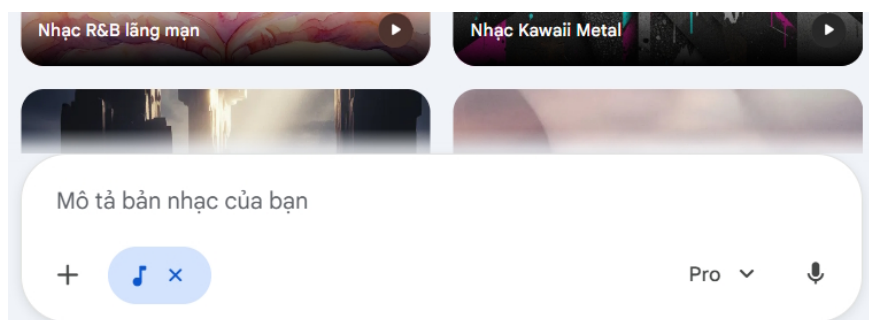 Nhạc R&B lãng mạn
Nhạc Kawaii Metal
Mô tả bản nhạc của bạn
Pro